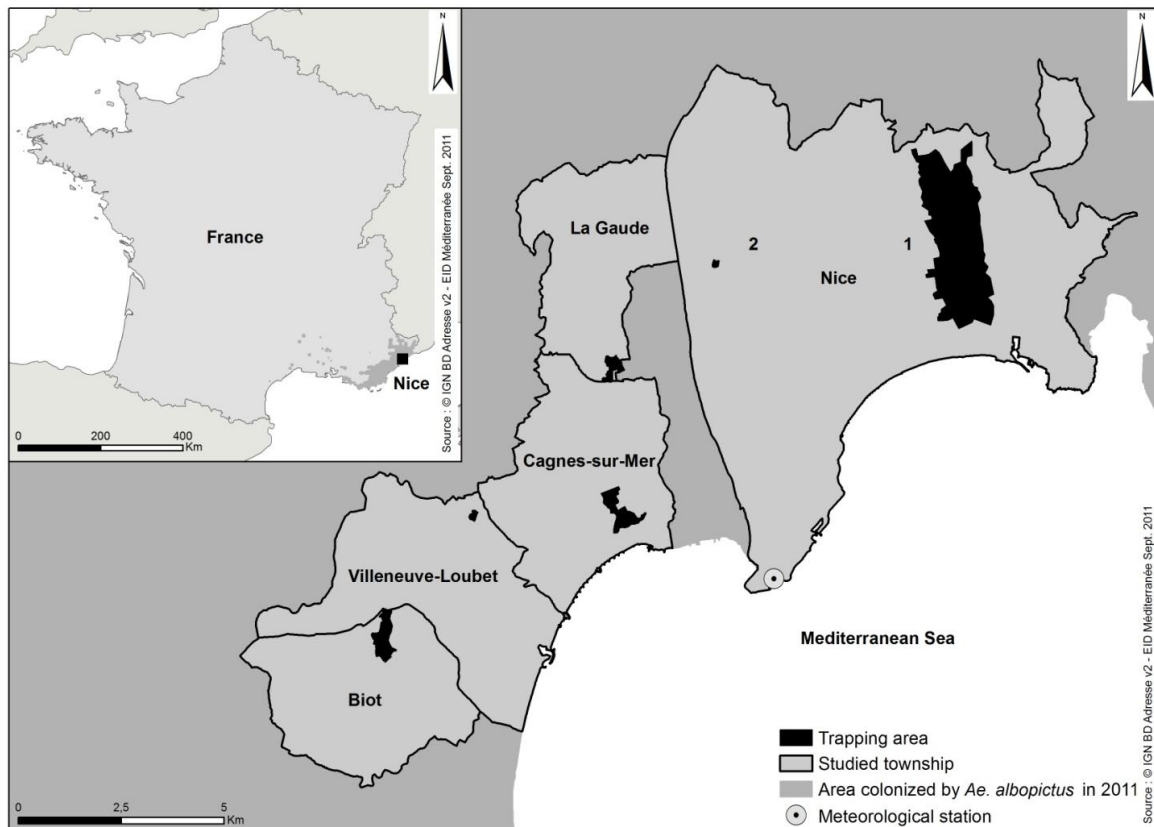 N
France
Nice
0 200 400
Km
Source : © IGN BD Adresse v2 - EID Méditerranée Sept. 2011
N
La Gaude
2
1
Nice
Cagnes-sur-Mer
Villeneuve-Loubet
Biot
Mediterranean Sea
Trapping area
Studied township
Area colonized by Ae. albopictus in 2011
Meteorological station
0 2,5 5
Km
Source : © IGN BD Adresse v2 - EID Méditerranée Sept. 2011